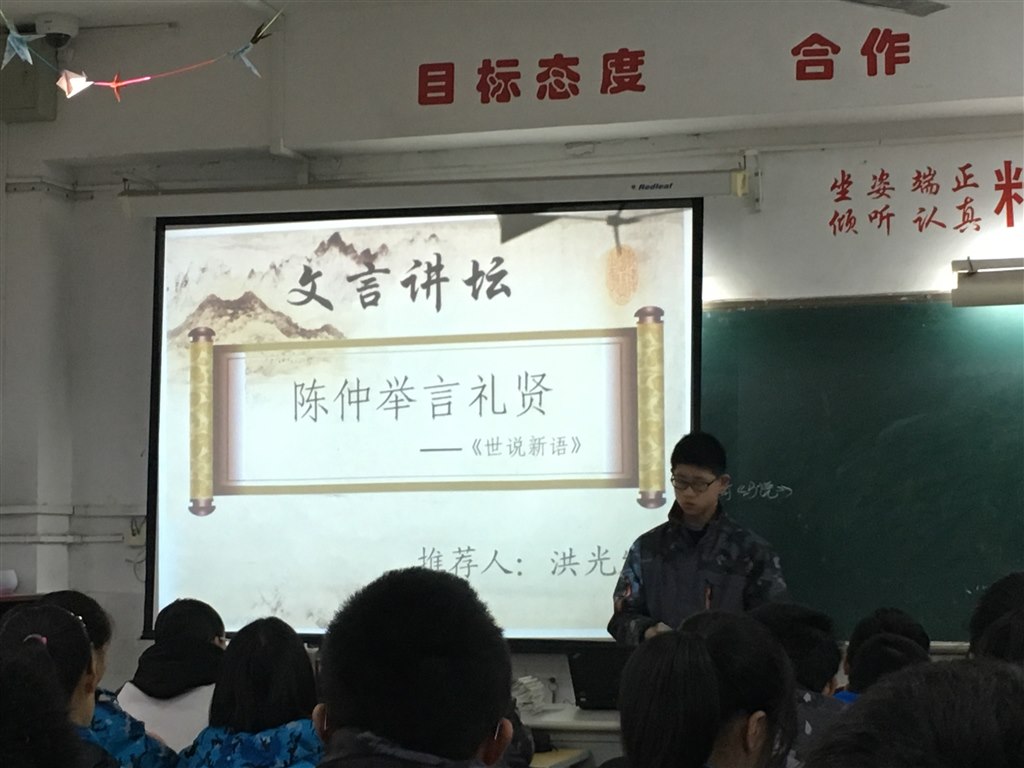 目标态度 合作
Redleaf
坐姿端正
倾听认真
文言讲坛
陈仲举言礼贤
——《世说新语》
推荐人：洪光